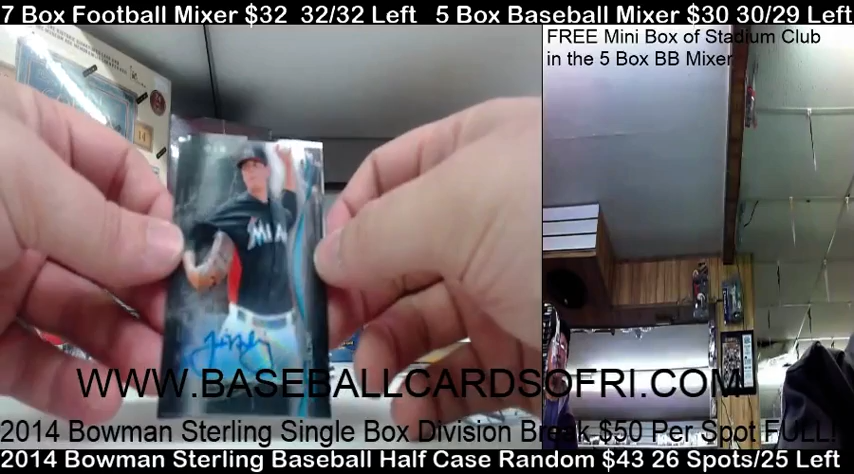 7 Box Football Mixer $32 32/32 Left 5 Box Baseball Mixer $30 30/29 Left
FREE Mini Box of Stadium Club
in the 5 Box BB Mixer
14
MIA
WWW.BASEBALLCARDSOFRI.COM
2014 Bowman Sterling Single Box Division Break $50 Per Spot FULL!
2014 Bowman Sterling Baseball Half Case Random $43 26 Spots/25 Left